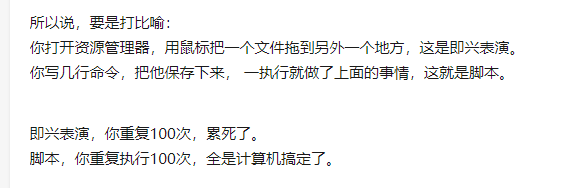 所以说，要是打比喻：
你打开资源管理器，用鼠标把一个文件拖到另外一个地方，这是即兴表演。
你写几行命令，把他保存下来， 一执行就做了上面的事情，这就是脚本。
即兴表演，你重复100次，累死了。
脚本，你重复执行100次，全是计算机搞定了。